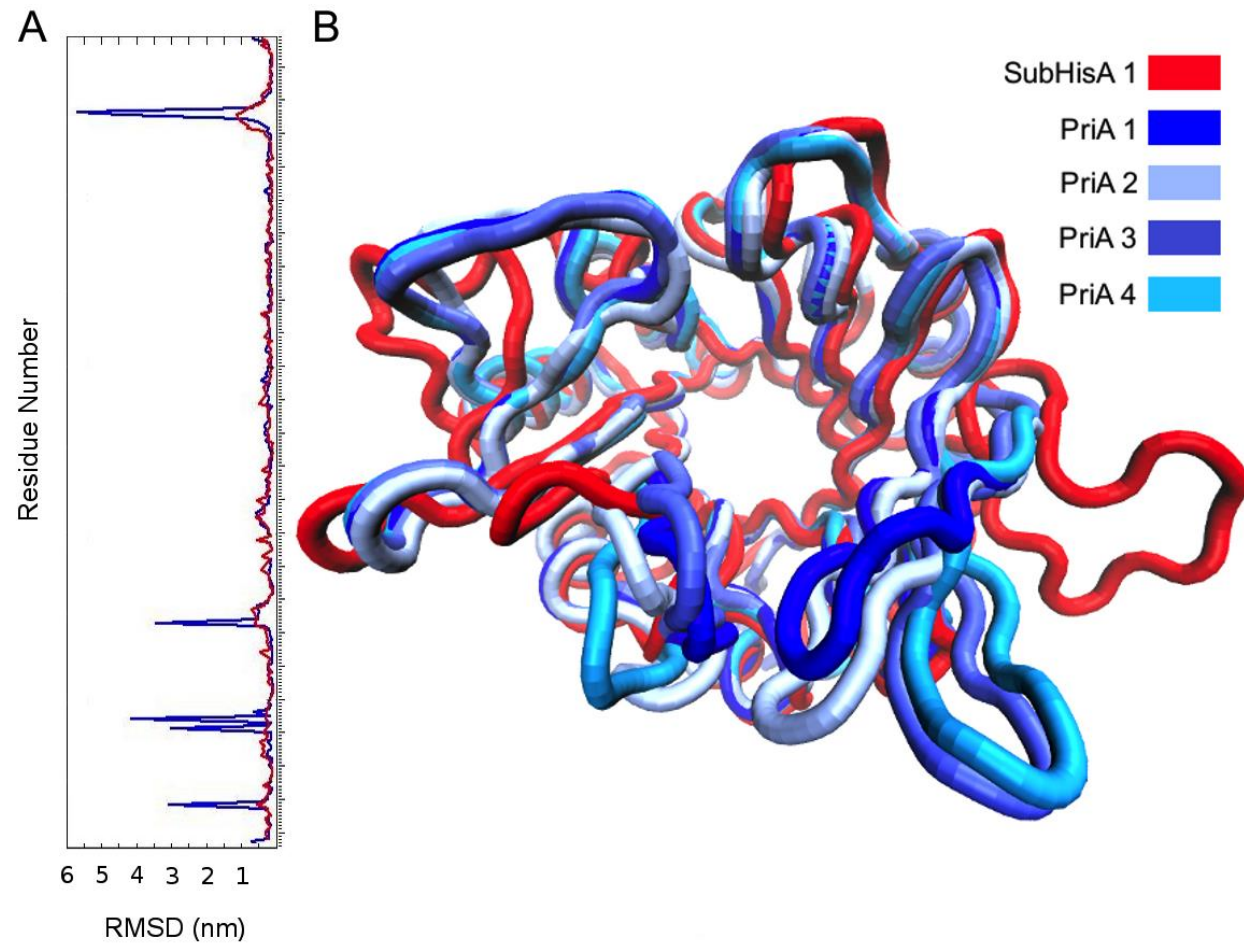 A
B
SubHisA 1
PriA 1
PriA 2
PriA 3
PriA 4
Residue Number
6 5 4 3 2 1
RMSD (nm)